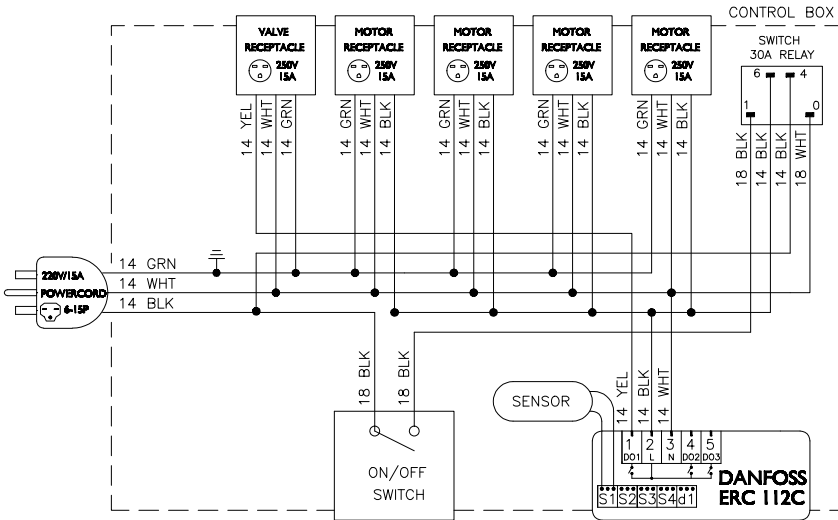 CONTROL BOX
VALVE
RECEPTACLE
250V
15A
MOTOR
RECEPTACLE
250V
15A
MOTOR
RECEPTACLE
250V
15A
MOTOR
RECEPTACLE
250V
15A
MOTOR
RECEPTACLE
250V
15A
SWITCH
30A RELAY
6
4
1
0
14 YEL
14 WHT
14 GRN
14 GRN
14 WHT
14 BLK
14 GRN
14 WHT
14 BLK
14 GRN
14 WHT
14 BLK
14 GRN
14 WHT
14 BLK
18 BLK
14 BLK
14 BLK
18 WHT
220V/15A
POWERCORD
6-15P
14 GRN
14 WHT
14 BLK
18 BLK
18 BLK
ON/OFF
SWITCH
SENSOR
14 YEL
14 BLK
14 WHT
1 2 3 4 5
DO1 L N DO2 DO3
S1 S2 S3 S4 d1
DANFOSS
ERC 112C